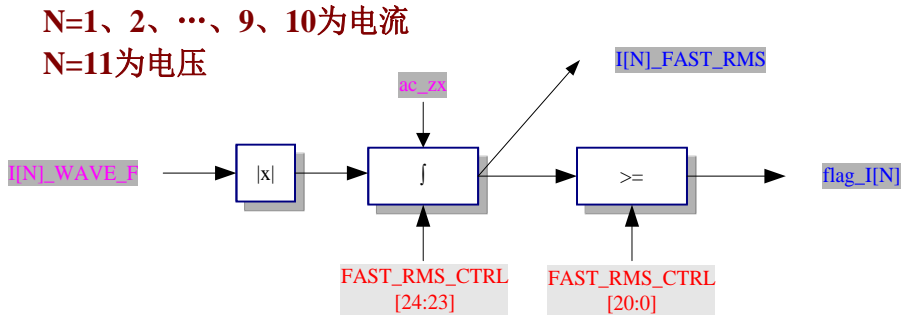 N=1、2、…、9、10为电流
N=11为电压
I[N]_FAST_RMS
ac_zx
I[N]_WAVE_F
|x|
∫
>=
flag_I[N]
FAST_RMS_CTRL
[24:23]
FAST_RMS_CTRL
[20:0]